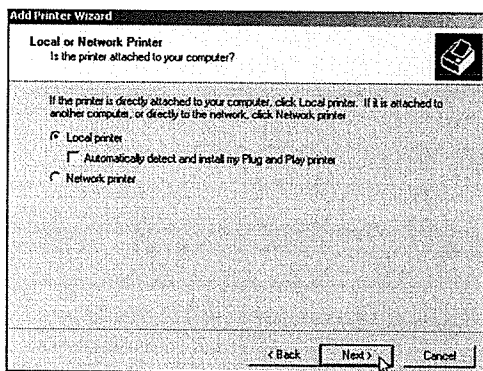 Add Printer Wizard
Local or Network Printer
Is the printer attached to your computer?
If the printer is directly attached to your computer, click Local printer. If it is attached to
another computer, or directly to the network, click Network printer
Local printer
Automatically detect and install my Plug and Play printer
Network printer
< Back
Next >
Cancel